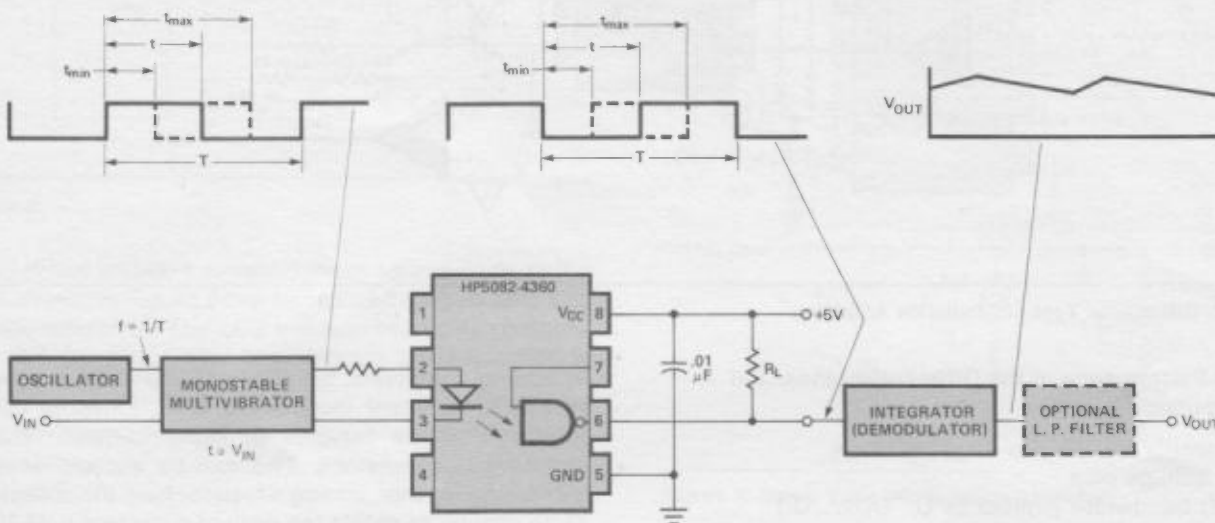 tmax
t
tmin
T
tmax
t
tmin
T
VOUT
HP5082-4360
1
2
3
4
VCC 8
7
6
GND 5
f = 1/T
OSCILLATOR
VIN
MONOSTABLE
MULTIVIBRATOR
t α VIN
.01
μF
RL
+5V
INTEGRATOR
(DEMODULATOR)
OPTIONAL
L. P. FILTER
VOUT